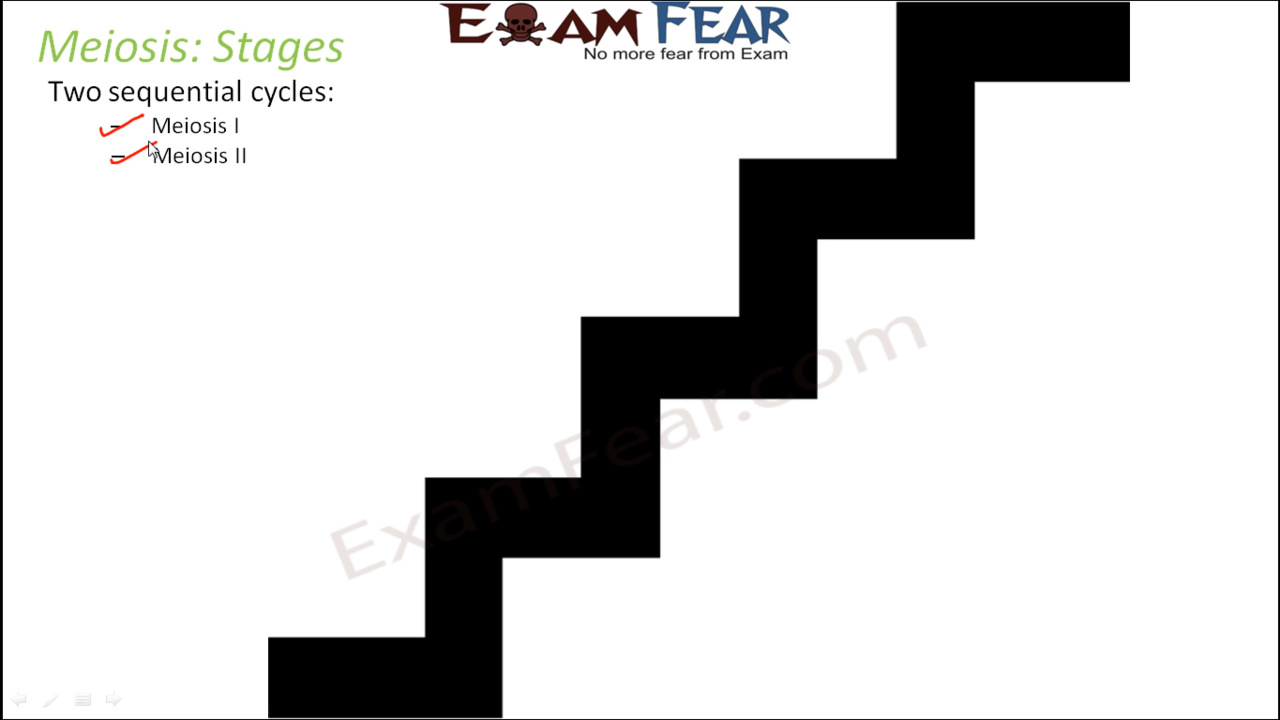 Meiosis: Stages
EXAM FEAR
No more fear from Exam
Two sequential cycles:
– Meiosis I
– Meiosis II
ExamFear.com